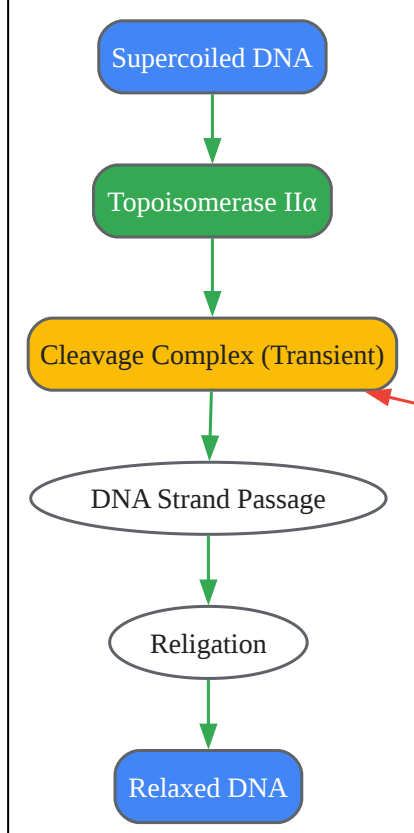 Supercoiled DNA
Topoisomerase IIα
Cleavage Complex (Transient)
DNA Strand Passage
Religation
Relaxed DNA